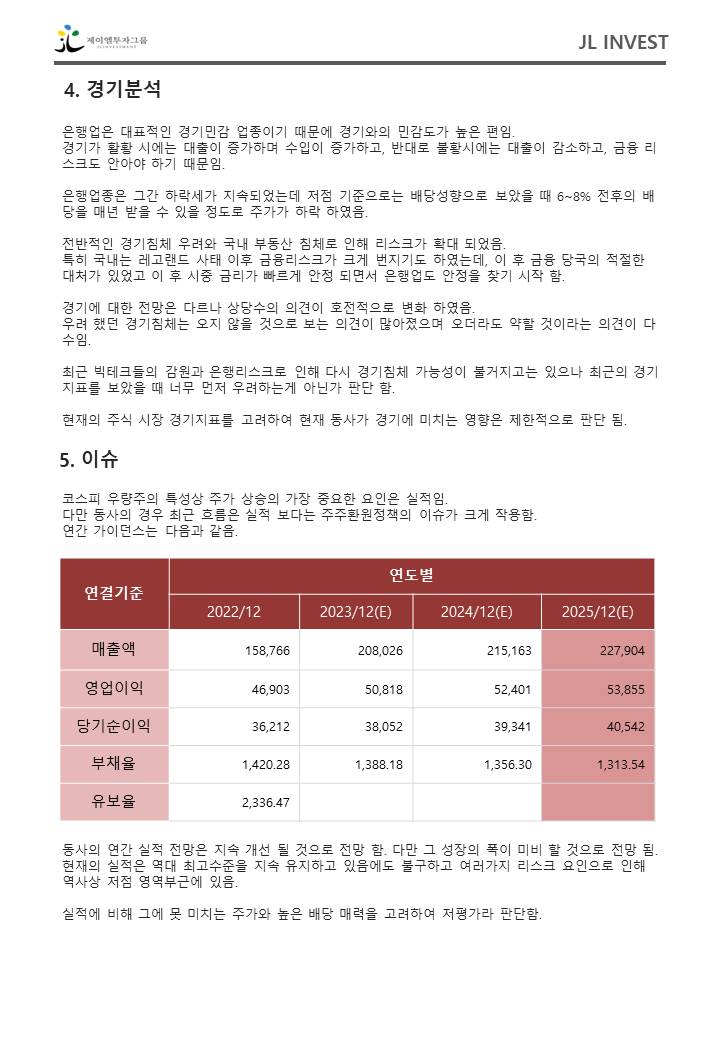 제이엘투자그룹
JL INVESTMENT
JL INVEST
4. 경기분석
은행업은 대표적인 경기민감 업종이기 때문에 경기와의 민감도가 높은 편임.
경기가 활황 시에는 대출이 증가하며 수입이 증가하고, 반대로 불황시에는 대출이 감소하고, 금융 리
스크도 안아야 하기 때문임.
은행업종은 그간 하락세가 지속되었는데 저점 기준으로는 배당성향으로 보았을 때 6~8% 전후의 배
당을 매년 받을 수 있을 정도로 주가가 하락 하였음.
전반적인 경기침체 우려와 국내 부동산 침체로 인해 리스크가 확대 되었음.
특히 국내는 레고랜드 사태 이후 금융리스크가 크게 번지기도 하였는데, 이 후 금융 당국의 적절한
대처가 있었고 이 후 시중 금리가 빠르게 안정 되면서 은행업도 안정을 찾기 시작 함.
경기에 대한 전망은 다르나 상당수의 의견이 호전적으로 변화 하였음.
우려 했던 경기침체는 오지 않을 것으로 보는 의견이 많아졌으며 오더라도 약할 것이라는 의견이 다
수임.
최근 빅테크들의 감원과 은행리스크로 인해 다시 경기침체 가능성이 불거지고는 있으나 최근의 경기
지표를 보았을 때 너무 먼저 우려하는게 아닌가 판단 함.
현재의 주식 시장 경기지표를 고려하여 현재 동사가 경기에 미치는 영향은 제한적으로 판단 됨.
5. 이슈
코스피 우량주의 특성상 주가 상승의 가장 중요한 요인은 실적임.
다만 동사의 경우 최근 흐름은 실적 보다는 주주환원정책의 이슈가 크게 작용함.
연간 가이던스는 다음과 같음.
연결기준 연도별
2022/12 2023/12(E) 2024/12(E) 2025/12(E)
매출액 158,766 208,026 215,163 227,904
영업이익 46,903 50,818 52,401 53,855
당기순이익 36,212 38,052 39,341 40,542
부채율 1,420.28 1,388.18 1,356.30 1,313.54
유보율 2,336.47
동사의 연간 실적 전망은 지속 개선 될 것으로 전망 함. 다만 그 성장의 폭이 미비 할 것으로 전망 됨.
현재의 실적은 역대 최고수준을 지속 유지하고 있음에도 불구하고 여러가지 리스크 요인으로 인해
역사상 저점 영역부근에 있음.
실적에 비해 그에 못 미치는 주가와 높은 배당 매력을 고려하여 저평가라 판단함.